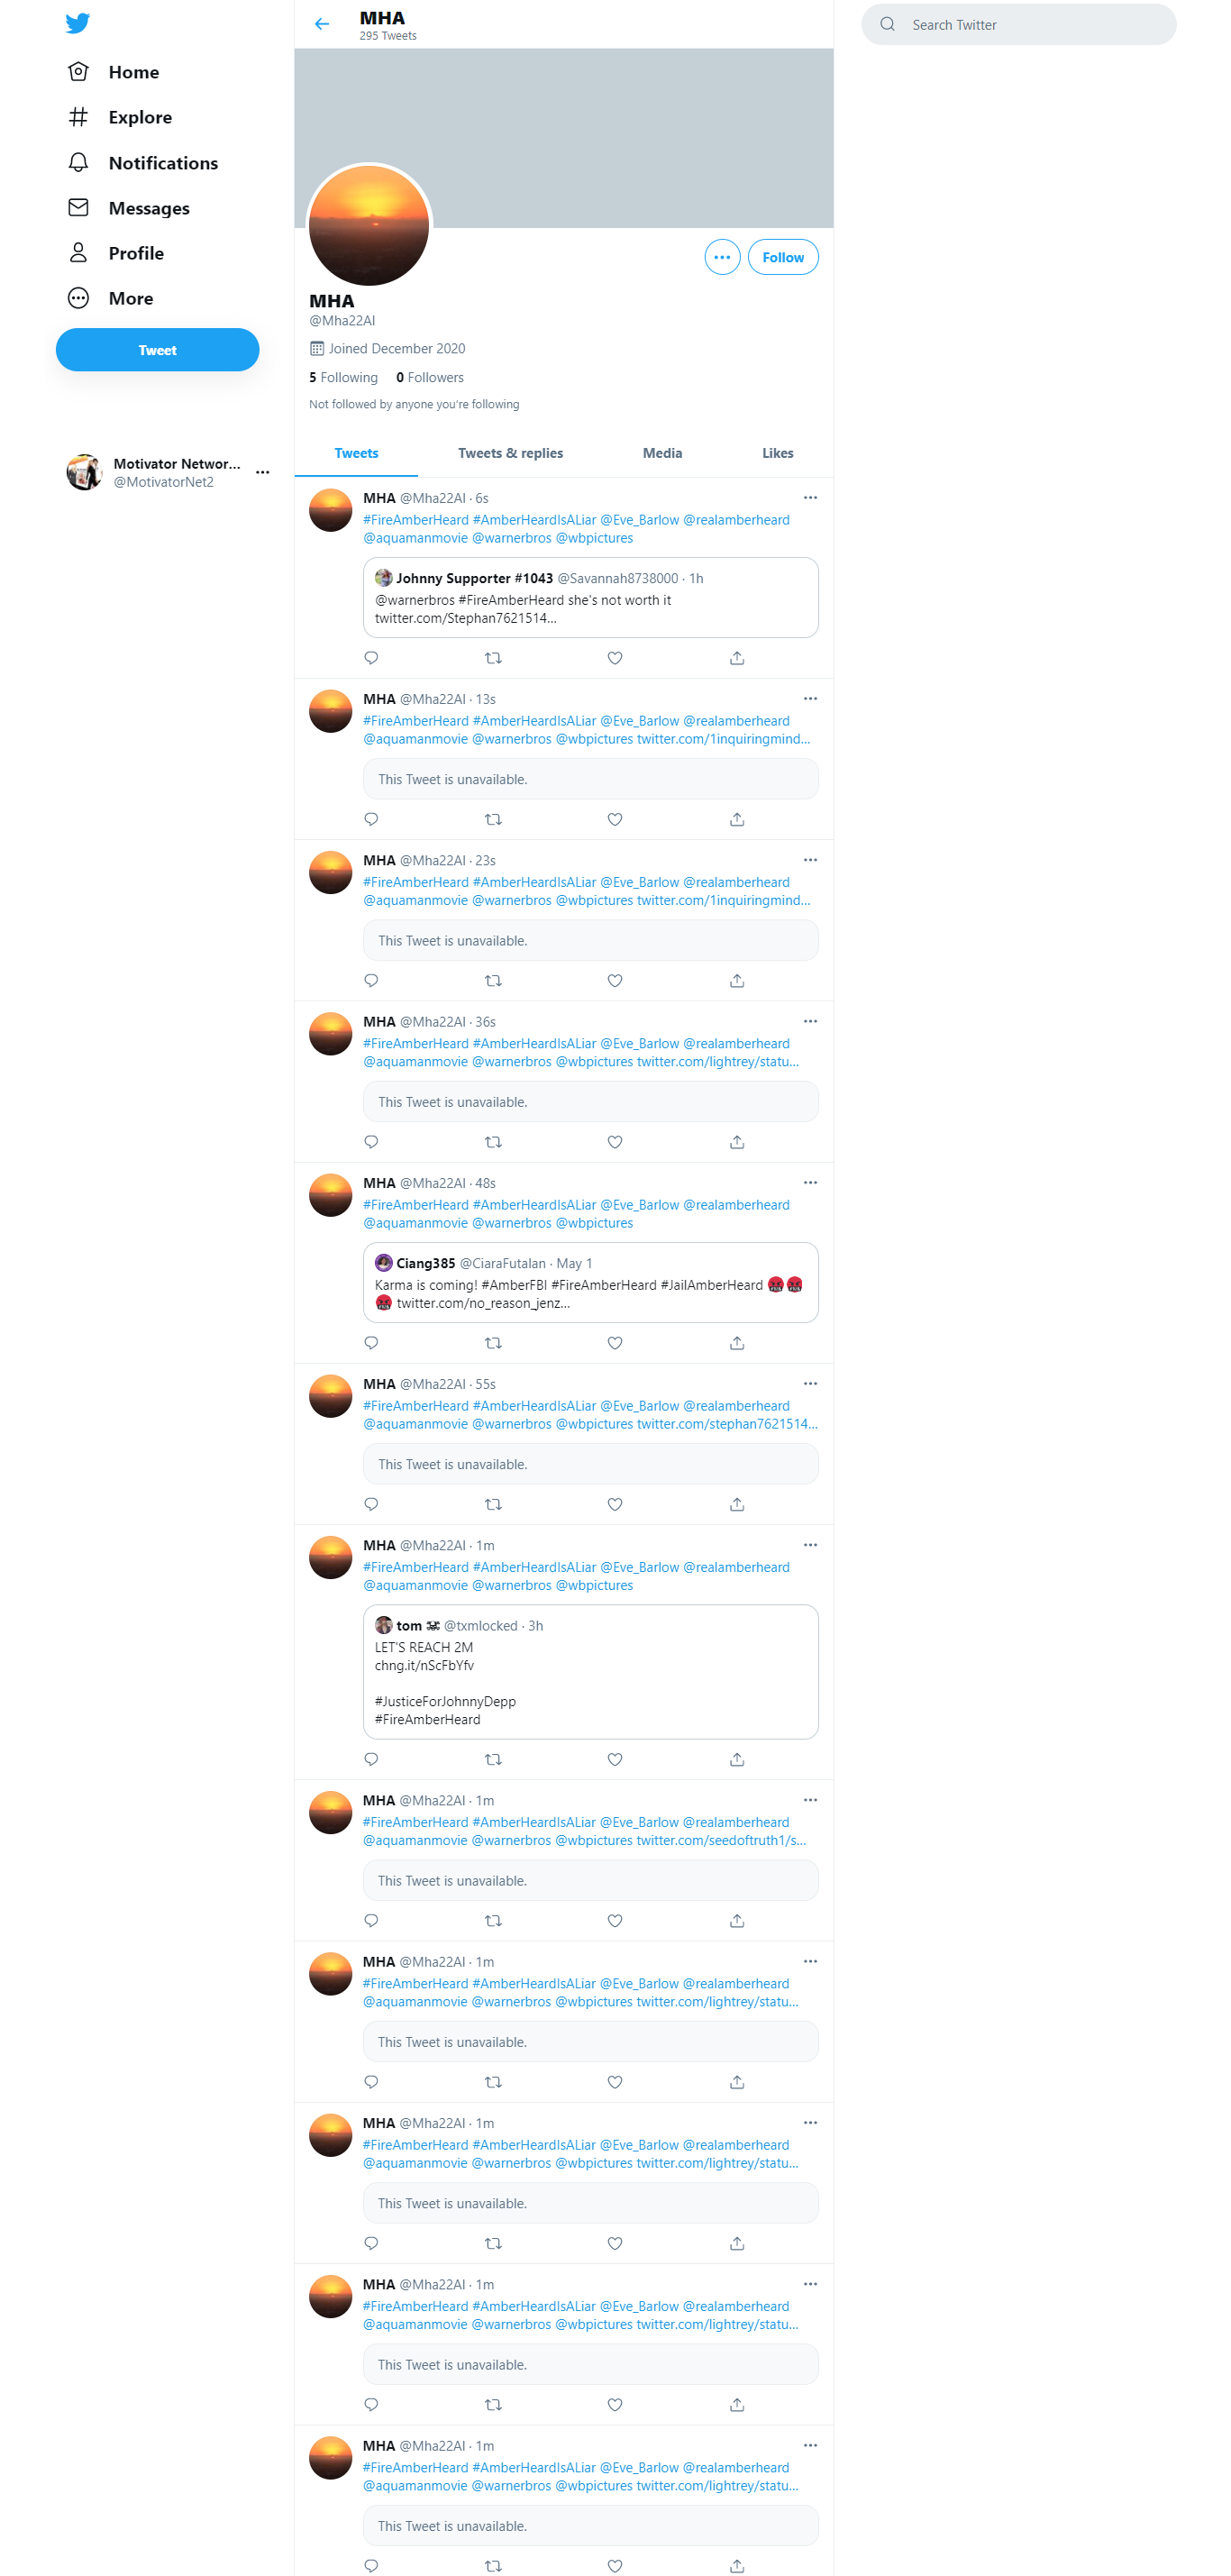 MHA
295 Tweets
Search Twitter
Home
Explore
Notifications
Messages
Profile
More
Tweet
Motivator Networ...
@MotivatorNet2
Follow
MHA
@Mha22Al
Joined December 2020
5 Following 0 Followers
Not followed by anyone you're following
Tweets Tweets & replies Media Likes
MHA @Mha22Al · 6s
#FireAmberHeard #AmberHeardIsALiar @Eve_Barlow @realamberheard
@aquamanmovie @warnerbros @wbpictures
Johnny Supporter #1043 @Savannah8738000 · 1h
@warnerbros #FireAmberHeard she's not worth it
twitter.com/Stephan7621514...
MHA @Mha22Al · 13s
#FireAmberHeard #AmberHeardIsALiar @Eve_Barlow @realamberheard
@aquamanmovie @warnerbros @wbpictures twitter.com/1inquiringmind...
This Tweet is unavailable.
MHA @Mha22Al · 23s
#FireAmberHeard #AmberHeardIsALiar @Eve_Barlow @realamberheard
@aquamanmovie @warnerbros @wbpictures twitter.com/1inquiringmind...
This Tweet is unavailable.
MHA @Mha22Al · 36s
#FireAmberHeard #AmberHeardIsALiar @Eve_Barlow @realamberheard
@aquamanmovie @warnerbros @wbpictures twitter.com/lightrey/statu...
This Tweet is unavailable.
MHA @Mha22Al · 48s
#FireAmberHeard #AmberHeardIsALiar @Eve_Barlow @realamberheard
@aquamanmovie @warnerbros @wbpictures
Ciang385 @CiaraFutalan · May 1
Karma is coming! #AmberFBI #FireAmberHeard #JailAmberHeard 🤬🤬
🤬 twitter.com/no_reason_jenz...
MHA @Mha22Al · 55s
#FireAmberHeard #AmberHeardIsALiar @Eve_Barlow @realamberheard
@aquamanmovie @warnerbros @wbpictures twitter.com/stephan7621514...
This Tweet is unavailable.
MHA @Mha22Al · 1m
#FireAmberHeard #AmberHeardIsALiar @Eve_Barlow @realamberheard
@aquamanmovie @warnerbros @wbpictures
tom ☠ @txmlocked · 3h
LET'S REACH 2M
chng.it/nScFbYfv
#JusticeForJohnnyDepp
#FireAmberHeard
MHA @Mha22Al · 1m
#FireAmberHeard #AmberHeardIsALiar @Eve_Barlow @realamberheard
@aquamanmovie @warnerbros @wbpictures twitter.com/seedoftruth1/s...
This Tweet is unavailable.
MHA @Mha22Al · 1m
#FireAmberHeard #AmberHeardIsALiar @Eve_Barlow @realamberheard
@aquamanmovie @warnerbros @wbpictures twitter.com/lightrey/statu...
This Tweet is unavailable.
MHA @Mha22Al · 1m
#FireAmberHeard #AmberHeardIsALiar @Eve_Barlow @realamberheard
@aquamanmovie @warnerbros @wbpictures twitter.com/lightrey/statu...
This Tweet is unavailable.
MHA @Mha22Al · 1m
#FireAmberHeard #AmberHeardIsALiar @Eve_Barlow @realamberheard
@aquamanmovie @warnerbros @wbpictures twitter.com/lightrey/statu...
This Tweet is unavailable.
MHA @Mha22Al · 1m
#FireAmberHeard #AmberHeardIsALiar @Eve_Barlow @realamberheard
@aquamanmovie @warnerbros @wbpictures twitter.com/lightrey/statu...
This Tweet is unavailable.